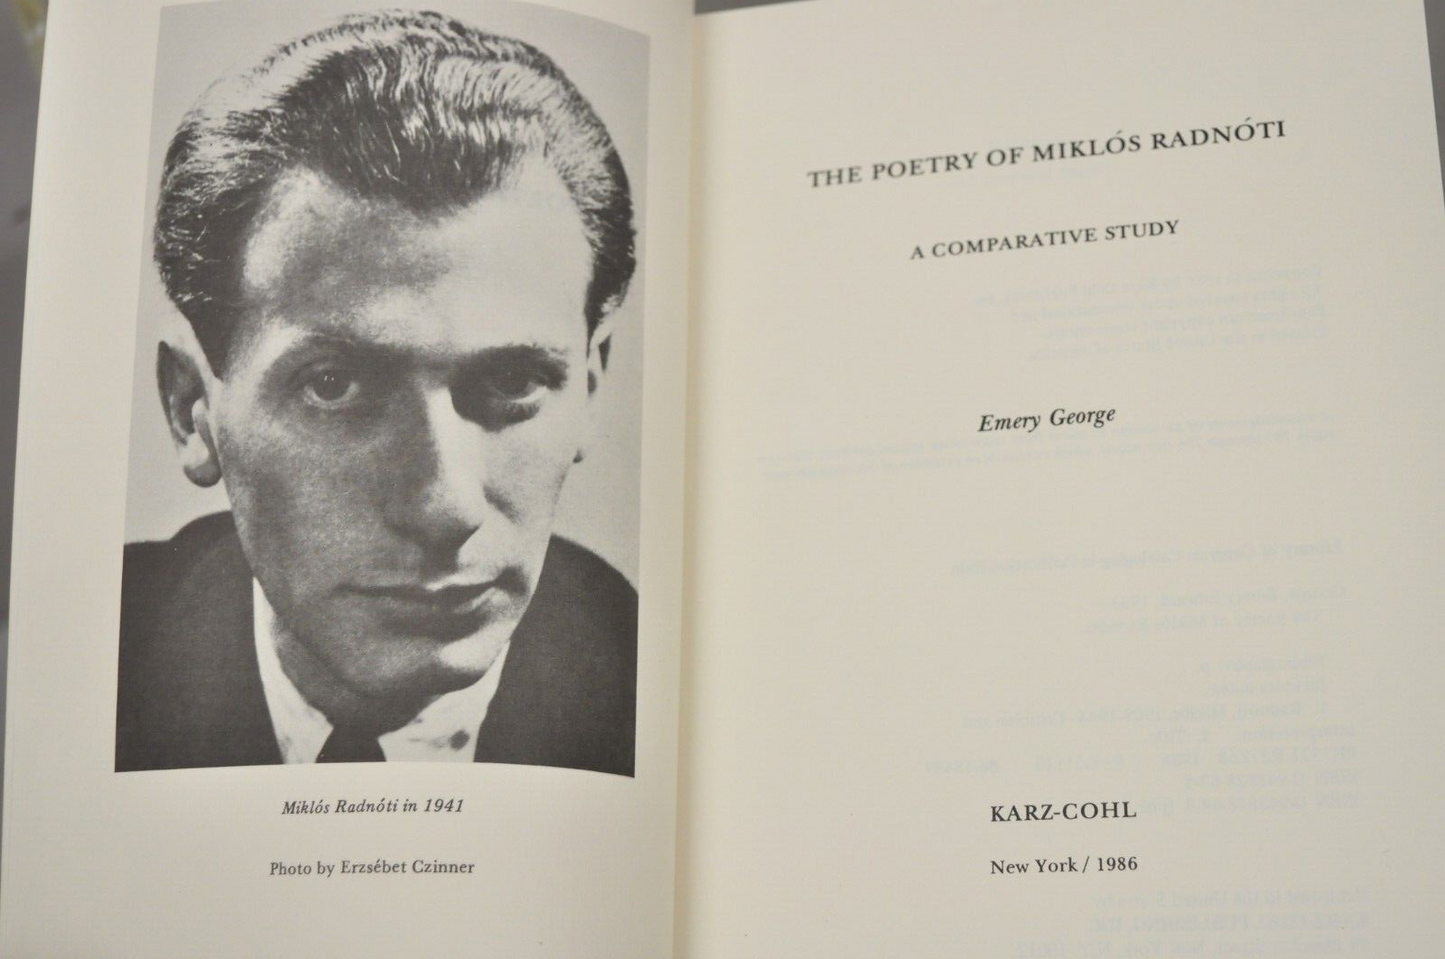 Miklós Radnóti in 1941
Photo by Erzsébet Czinner
THE POETRY OF MIKLÓS RADNÓTI
A COMPARATIVE STUDY
Emery George
KARZ-COHL
New York / 1986